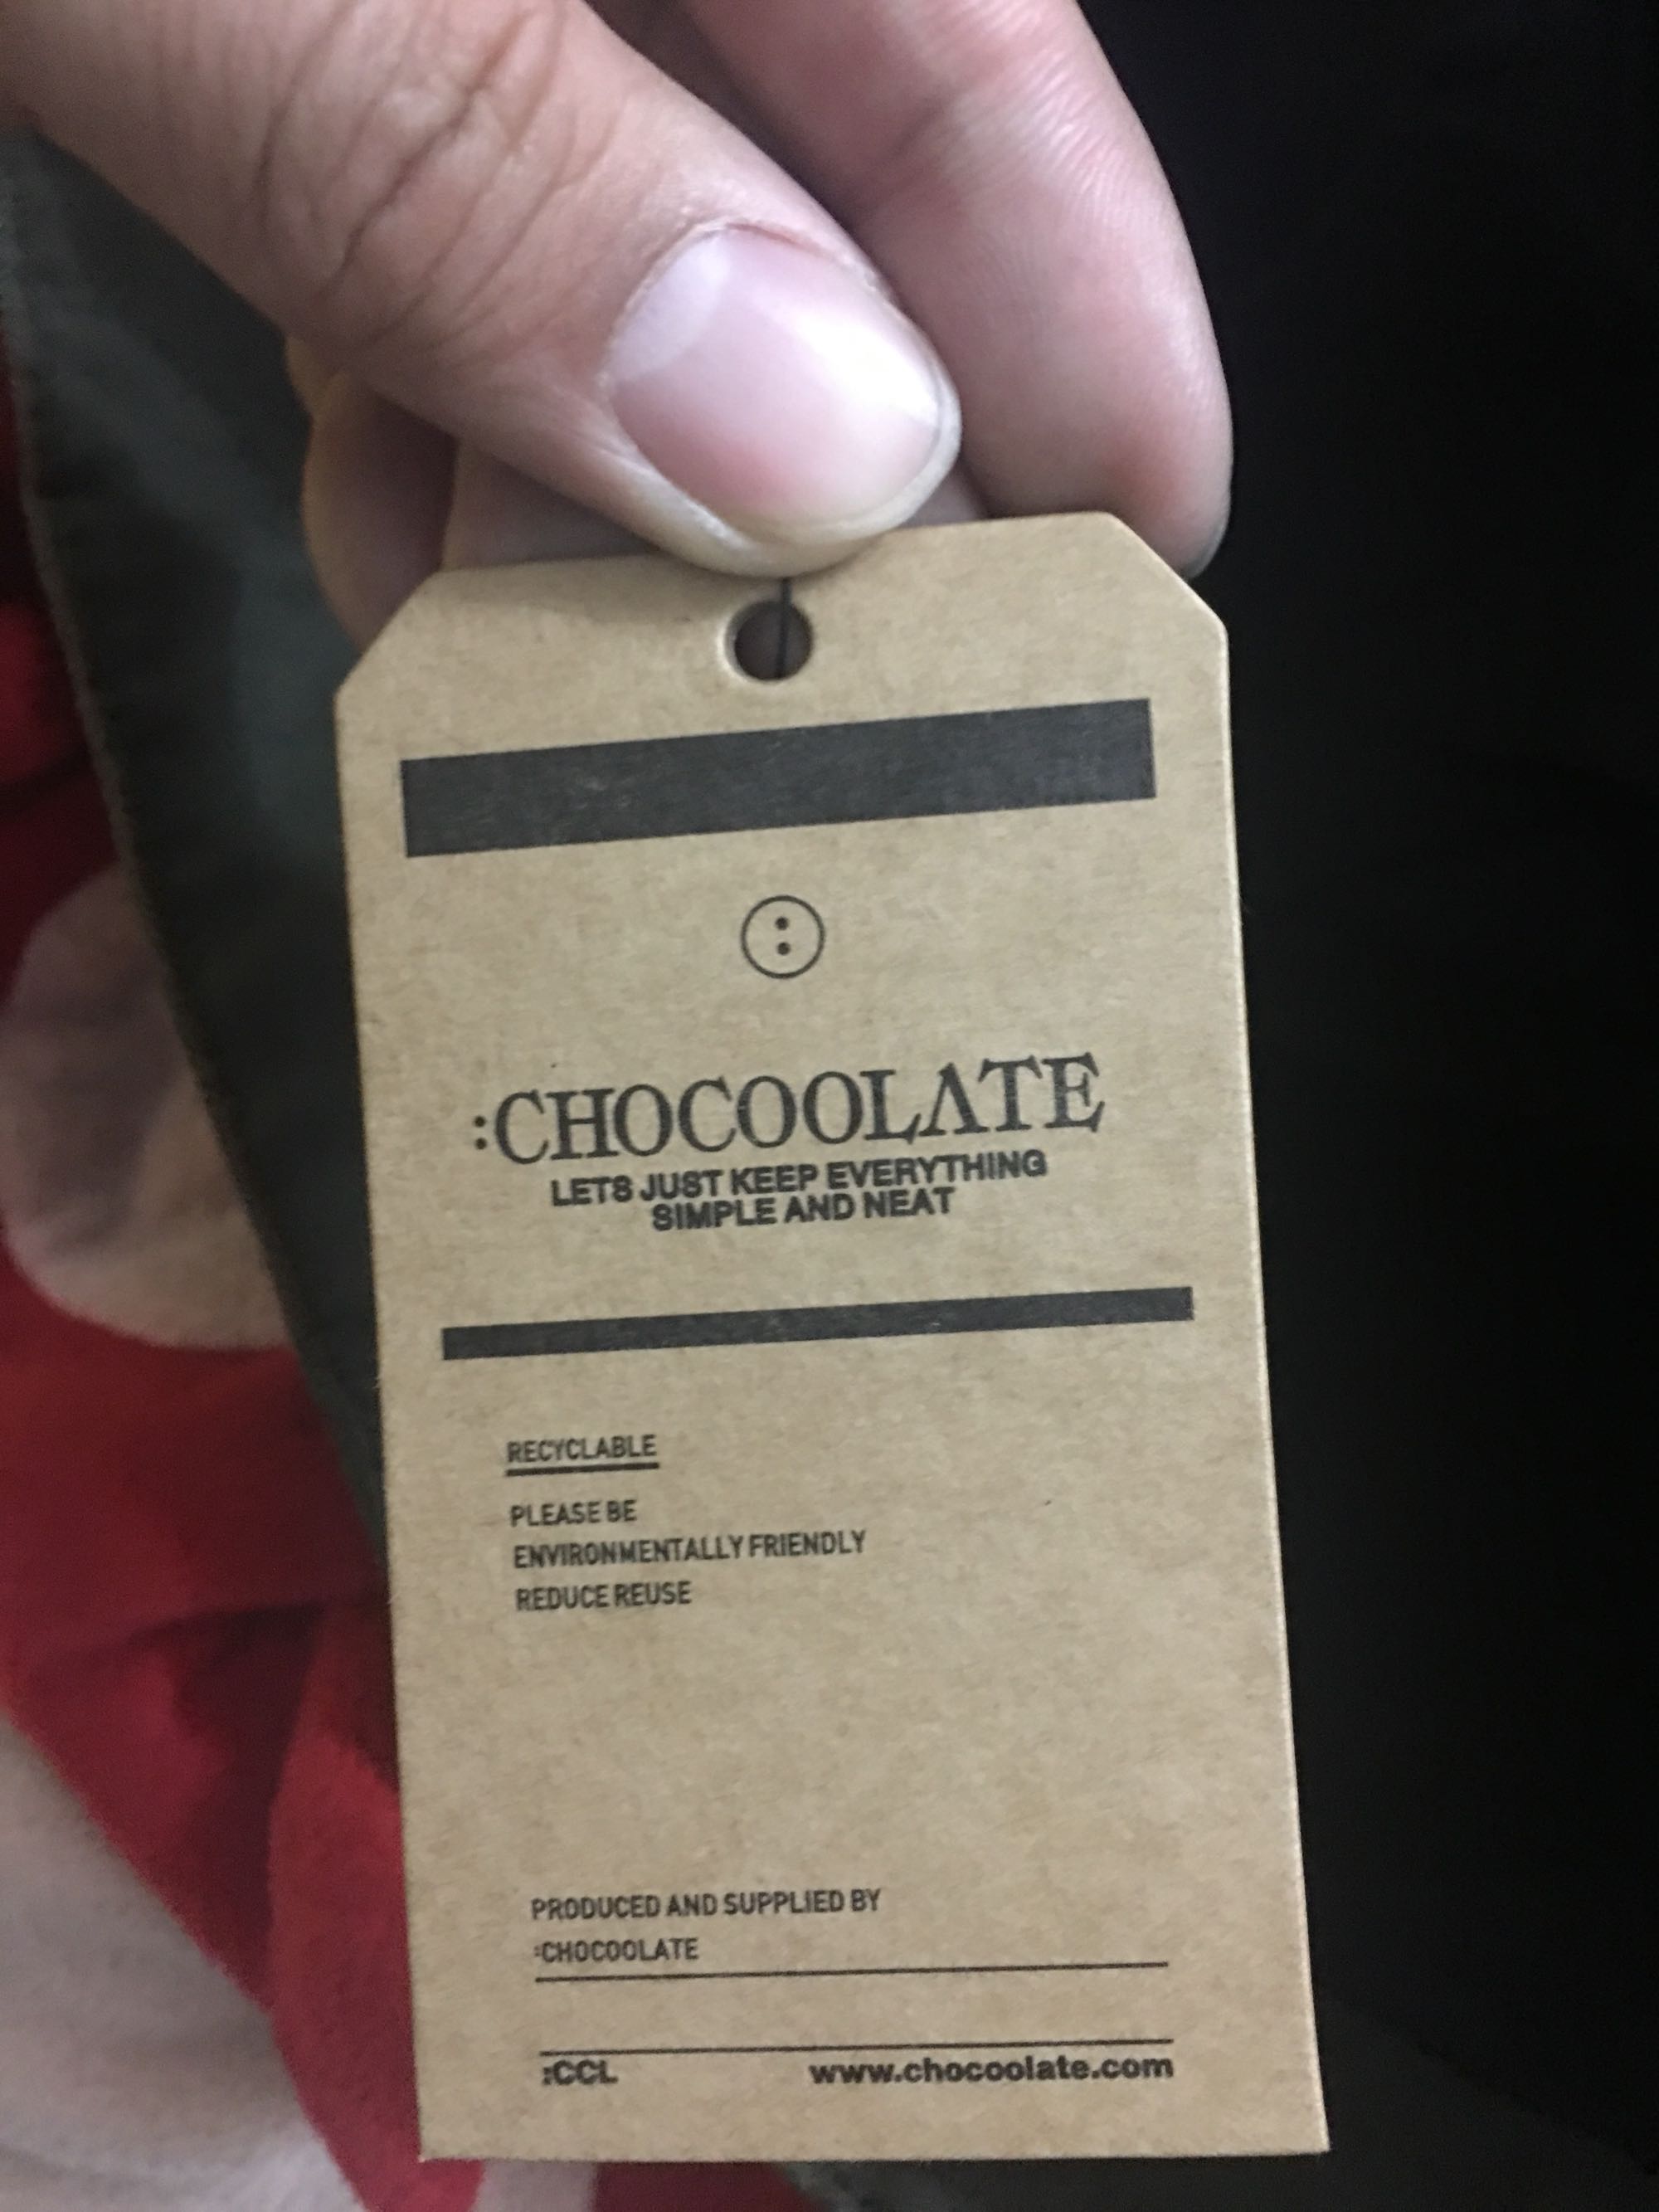 :CHOCOOLATE
LETS JUST KEEP EVERYTHING
SIMPLE AND NEAT
RECYCLABLE
PLEASE BE
ENVIRONMENTALLY FRIENDLY
REDUCE REUSE
PRODUCED AND SUPPLIED BY
:CHOCOOLATE
:CCL www.chocoolate.com